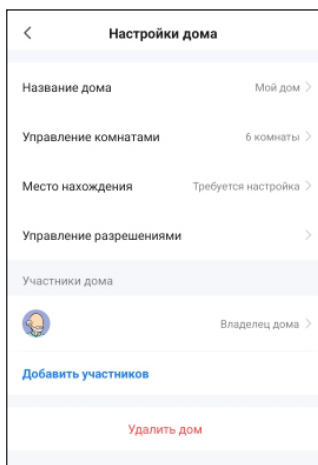 Настройки дома
Название дома Мой дом
Управление комнатами 6 комнаты
Место нахождения Требуется настройка
Управление разрешениями
Участники дома
Владелец дома
Добавить участников
Удалить дом